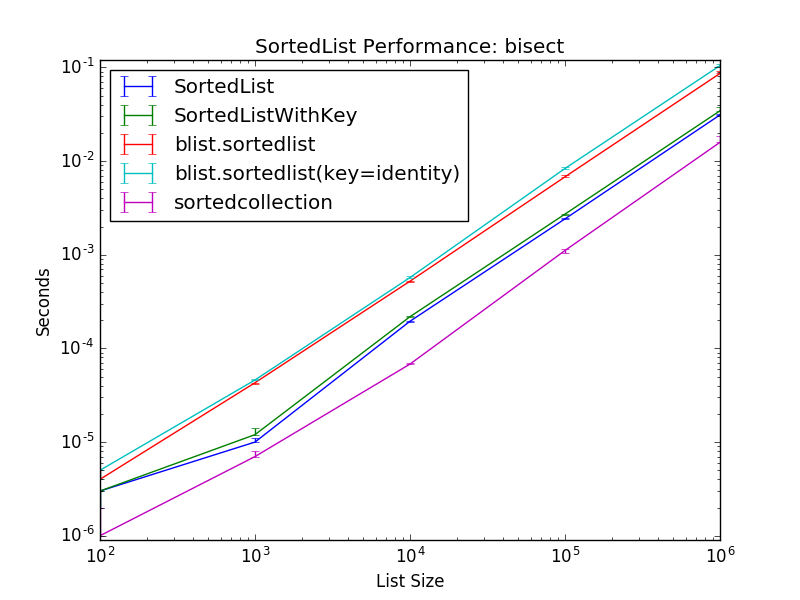 SortedList Performance: bisect
10^-1
SortedList
SortedListWithKey
blist.sortedlist
blist.sortedlist(key=identity)
sortedcollection
10^-2
10^-3
Seconds
10^-4
10^-5
10^-6
10^2 10^3 10^4 10^5 10^6
List Size